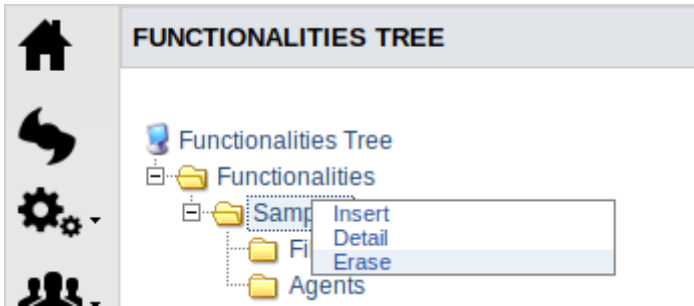 FUNCTIONALITIES TREE
Functionalities Tree
Functionalities
Insert
Detail
Erase
Agents